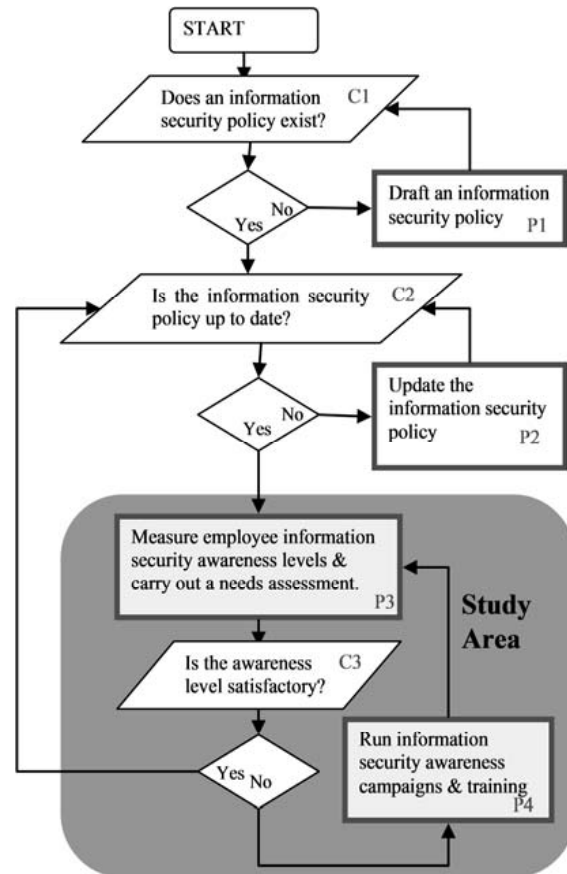 START
Does an information C1
security policy exist?
No
Yes
Draft an information
security policy
P1
Is the information security C2
policy up to date?
No
Yes
Update the
information security
policy
P2
Measure employee information
security awareness levels &
carry out a needs assessment.
P3
Study
Area
Is the awareness C3
level satisfactory?
Yes No
Run information
security awareness
campaigns & training
P4